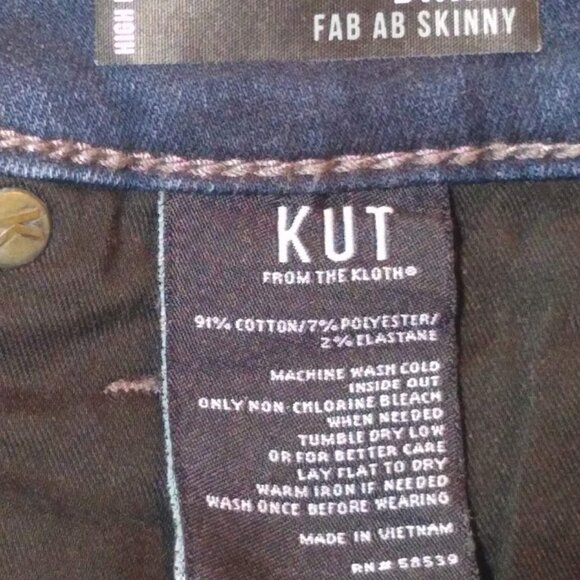 HIGH
FAB AB SKINNY
KUT
FROM THE KLOTH®
91% COTTON/7% POLYESTER/
2% ELASTANE
MACHINE WASH COLD
INSIDE OUT
ONLY NON-CHLORINE BLEACH
WHEN NEEDED
TUMBLE DRY LOW
OR FOR BETTER CARE
LAY FLAT TO DRY
WARM IRON IF NEEDED
WASH ONCE BEFORE WEARING
MADE IN VIETNAM
RN# 58539